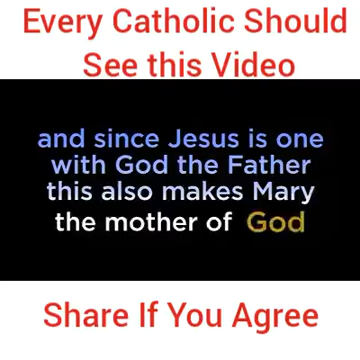 Every Catholic Should
See this Video
and since Jesus is one
with God the Father
this also makes Mary
the mother of God
Share If You Agree